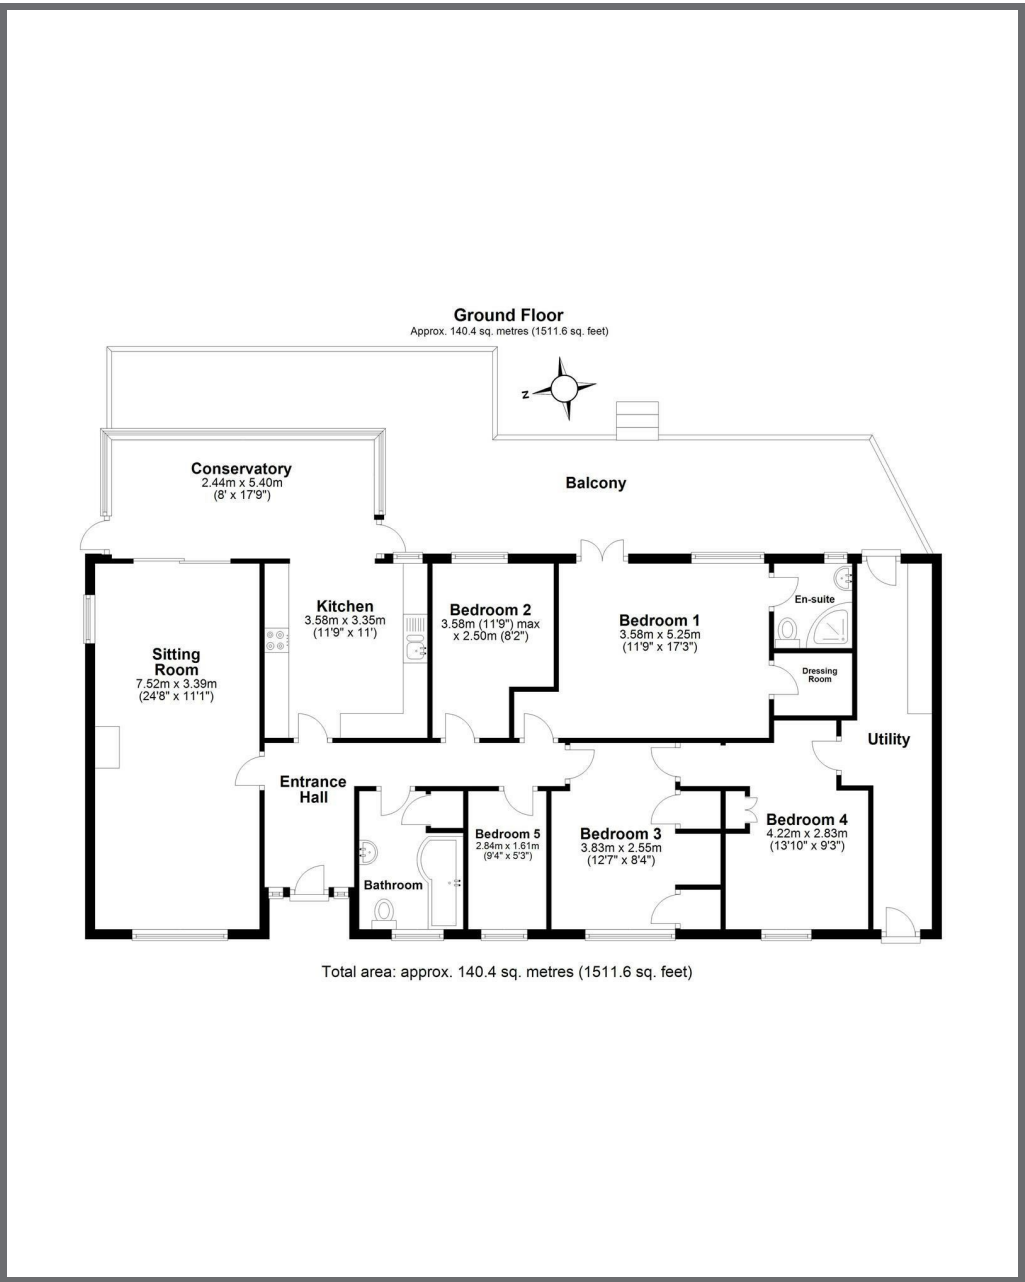 Ground Floor
Approx. 140.4 sq. metres (1511.6 sq. feet)
N
Conservatory
2.44m x 5.40m
(8' x 17'9")
Balcony
Kitchen
3.58m x 3.35m
(11'9" x 11')
Bedroom 2
3.58m (11'9") max
x 2.50m (8'2")
Bedroom 1
3.58m x 5.25m
(11'9" x 17'3")
En-suite
Dressing
Room
Sitting
Room
7.52m x 3.39m
(24'8" x 11'1")
Utility
Entrance
Hall
Bathroom
Bedroom 5
2.84m x 1.61m
(9'4" x 5'3")
Bedroom 3
3.83m x 2.55m
(12'7" x 8'4")
Bedroom 4
4.22m x 2.83m
(13'10" x 9'3")
Total area: approx. 140.4 sq. metres (1511.6 sq. feet)